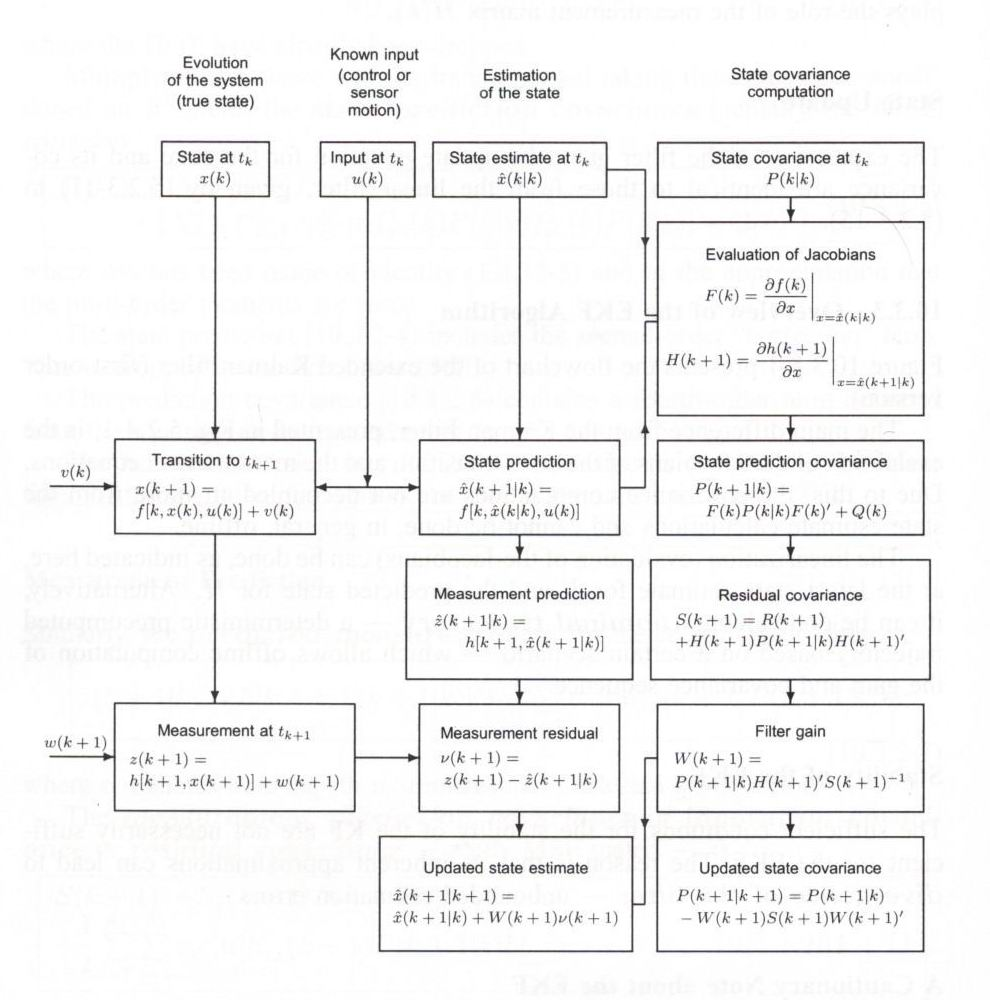 Evolution
of the system
(true state)
Known input
(control or
sensor
motion)
Estimation
of the state
State covariance
computation
State at t_k
x(k)
Input at t_k
u(k)
State estimate at t_k
x̂(k|k)
State covariance at t_k
P(k|k)
Evaluation of Jacobians
F(k) = ∂f(k)/∂x |_{x=x̂(k|k)}
H(k + 1) = ∂h(k + 1)/∂x |_{x=x̂(k+1|k)}
v(k)
Transition to t_{k+1}
x(k + 1) =
f[k, x(k), u(k)] + v(k)
State prediction
x̂(k + 1|k) =
f[k, x̂(k|k), u(k)]
State prediction covariance
P(k + 1|k) =
F(k)P(k|k)F(k)′ + Q(k)
Measurement prediction
ẑ(k + 1|k) =
h[k + 1, x̂(k + 1|k)]
Residual covariance
S(k + 1) = R(k + 1)
+H(k + 1)P(k + 1|k)H(k + 1)′
w(k + 1)
Measurement at t_{k+1}
z(k + 1) =
h[k + 1, x(k + 1)] + w(k + 1)
Measurement residual
ν(k + 1) =
z(k + 1) − ẑ(k + 1|k)
Filter gain
W(k + 1) =
P(k + 1|k)H(k + 1)′S(k + 1)⁻¹
Updated state estimate
x̂(k + 1|k + 1) =
x̂(k + 1|k) + W(k + 1)ν(k + 1)
Updated state covariance
P(k + 1|k + 1) = P(k + 1|k)
− W(k + 1)S(k + 1)W(k + 1)′